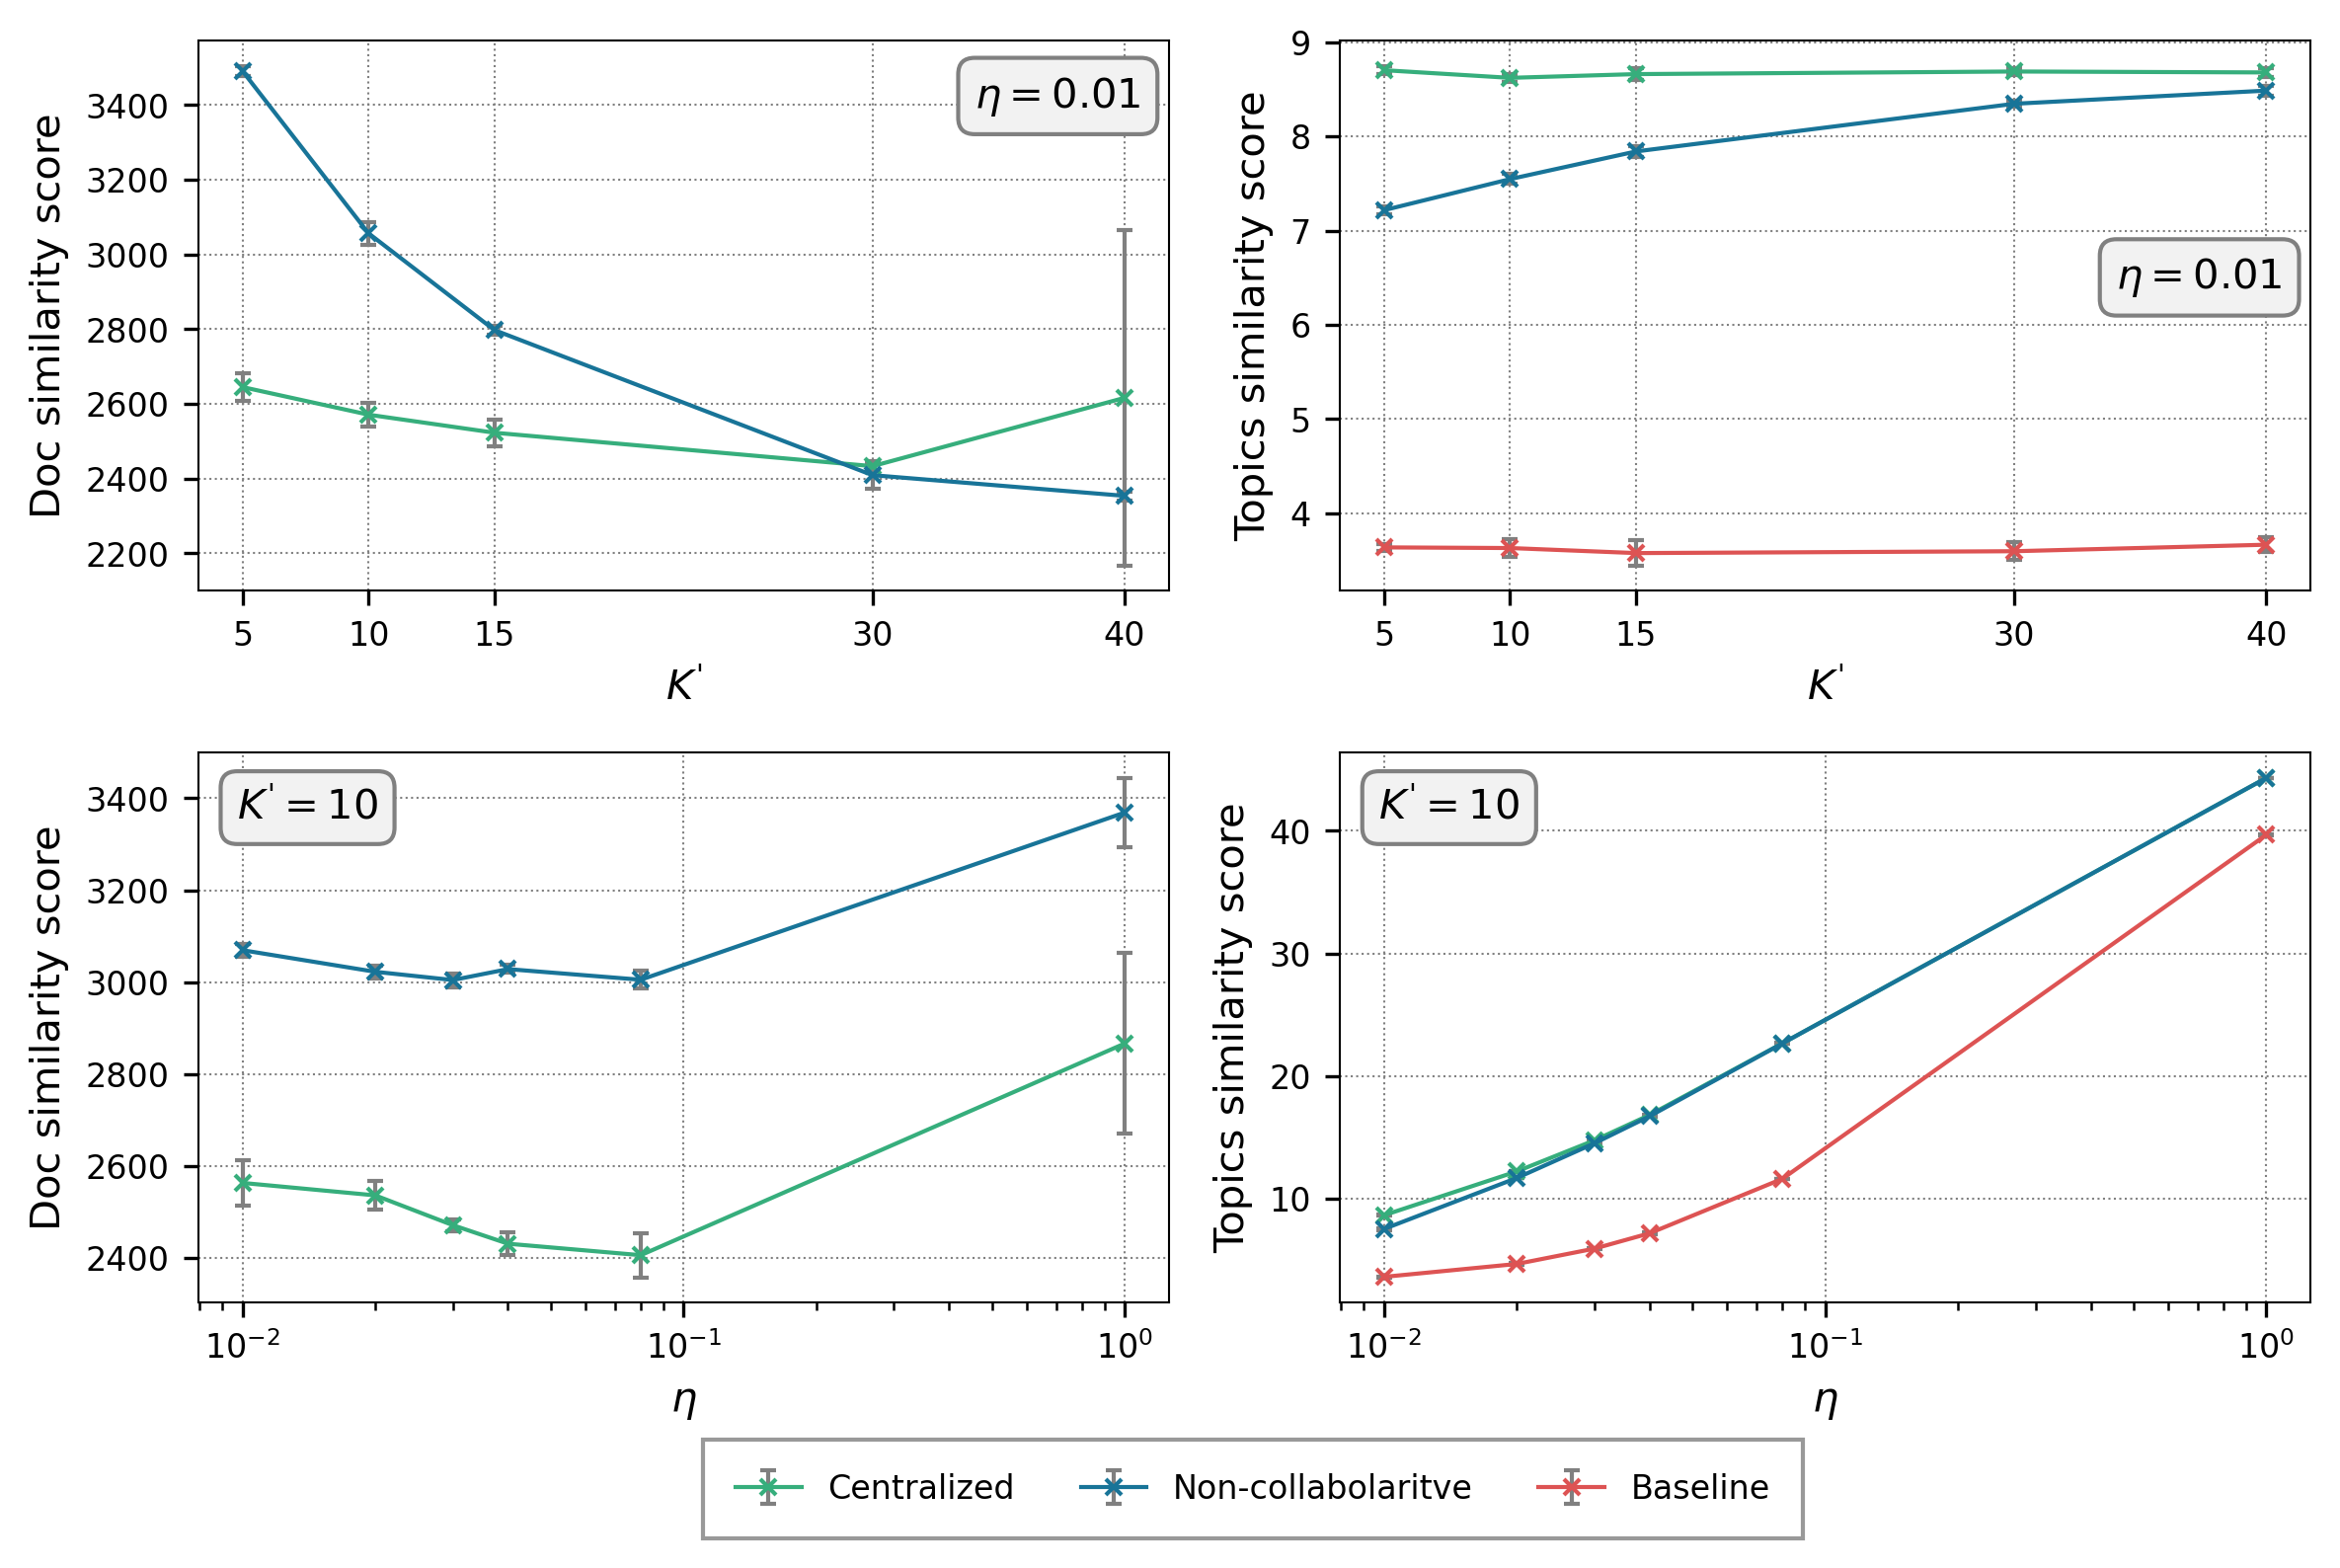 Doc similarity score
3400
3200
3000
2800
2600
2400
2200
η = 0.01
5 10 15 30 40
K'
Topics similarity score
9
8
7
6
5
4
η = 0.01
5 10 15 30 40
K'
Doc similarity score
3400
3200
3000
2800
2600
2400
K' = 10
10⁻² 10⁻¹ 10⁰
η
Topics similarity score
40
30
20
10
K' = 10
10⁻² 10⁻¹ 10⁰
η
Centralized Non-collabolaritve Baseline